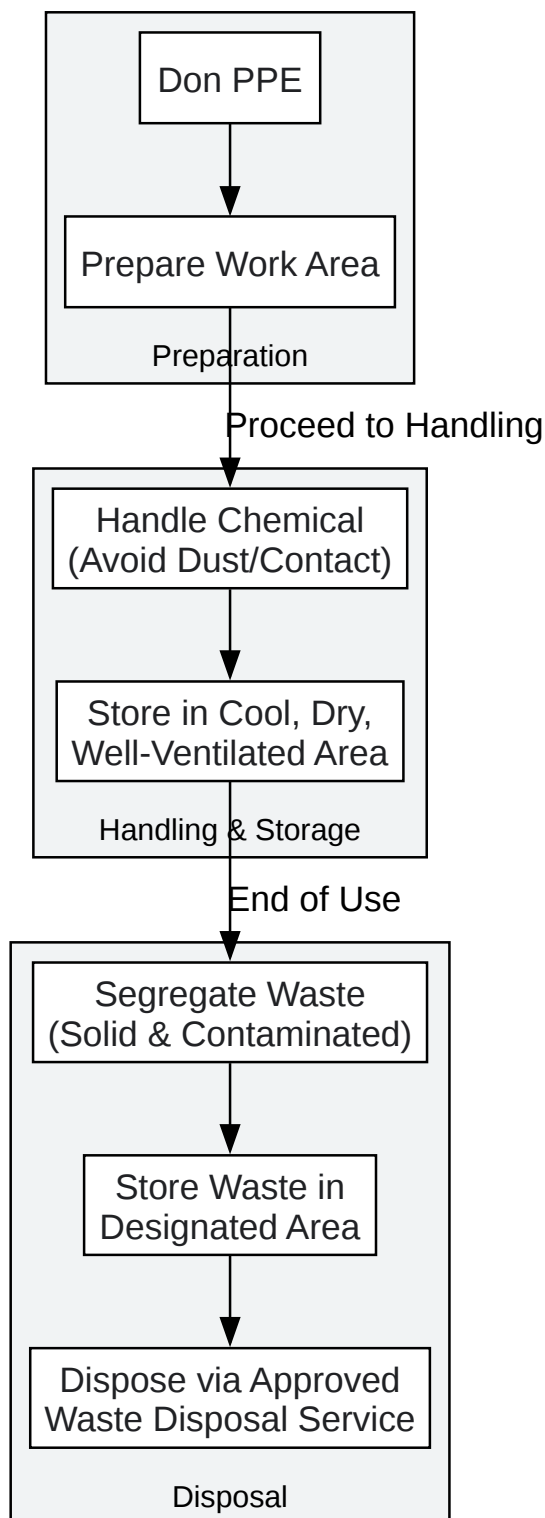 Don PPE
Prepare Work Area
Preparation
Proceed to Handling
Handle Chemical
(Avoid Dust/Contact)
Store in Cool, Dry,
Well-Ventilated Area
Handling & Storage
End of Use
Segregate Waste
(Solid & Contaminated)
Store Waste in
Designated Area
Dispose via Approved
Waste Disposal Service
Disposal